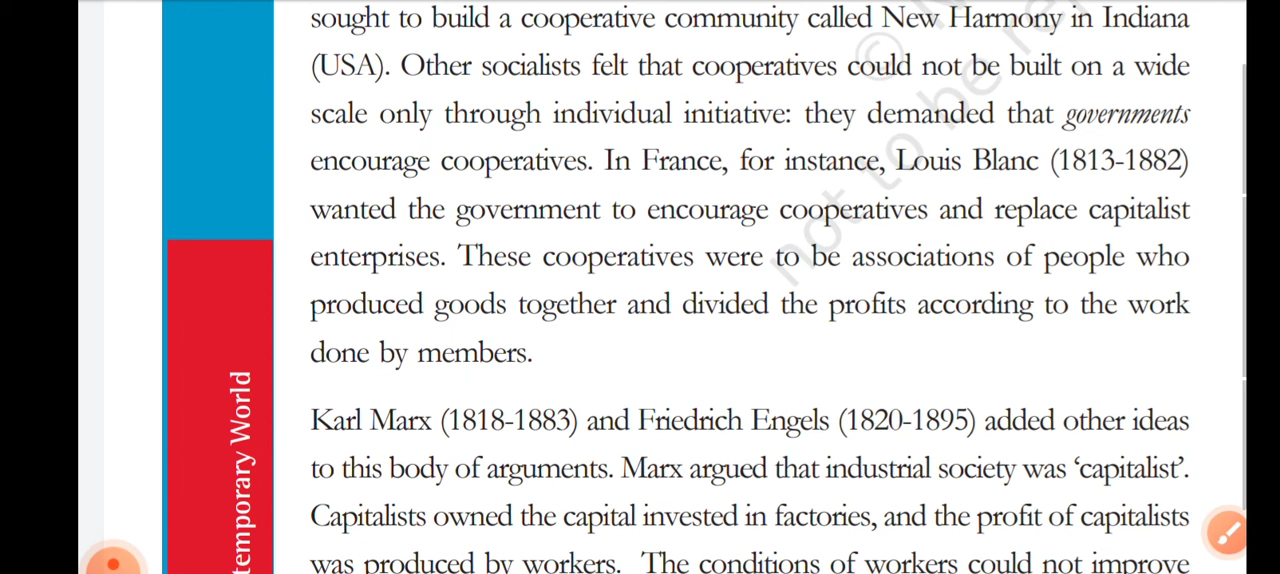 sought to build a cooperative community called New Harmony in Indiana
(USA). Other socialists felt that cooperatives could not be built on a wide
scale only through individual initiative: they demanded that governments
encourage cooperatives. In France, for instance, Louis Blanc (1813-1882)
wanted the government to encourage cooperatives and replace capitalist
enterprises. These cooperatives were to be associations of people who
produced goods together and divided the profits according to the work
done by members.
Karl Marx (1818-1883) and Friedrich Engels (1820-1895) added other ideas
to this body of arguments. Marx argued that industrial society was ‘capitalist’.
Capitalists owned the capital invested in factories, and the profit of capitalists
was produced by workers. The conditions of workers could not improve
temporary World
© N
not to be re